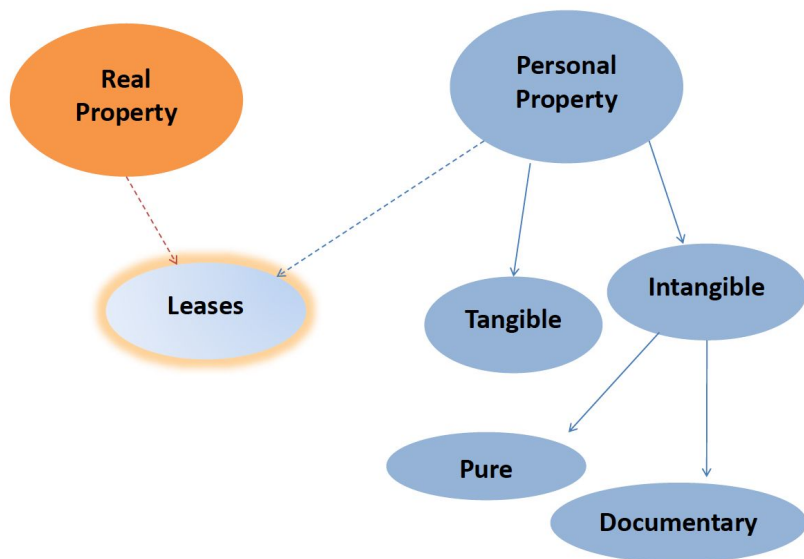 Real
Property
Personal
Property
Leases
Tangible
Intangible
Pure
Documentary